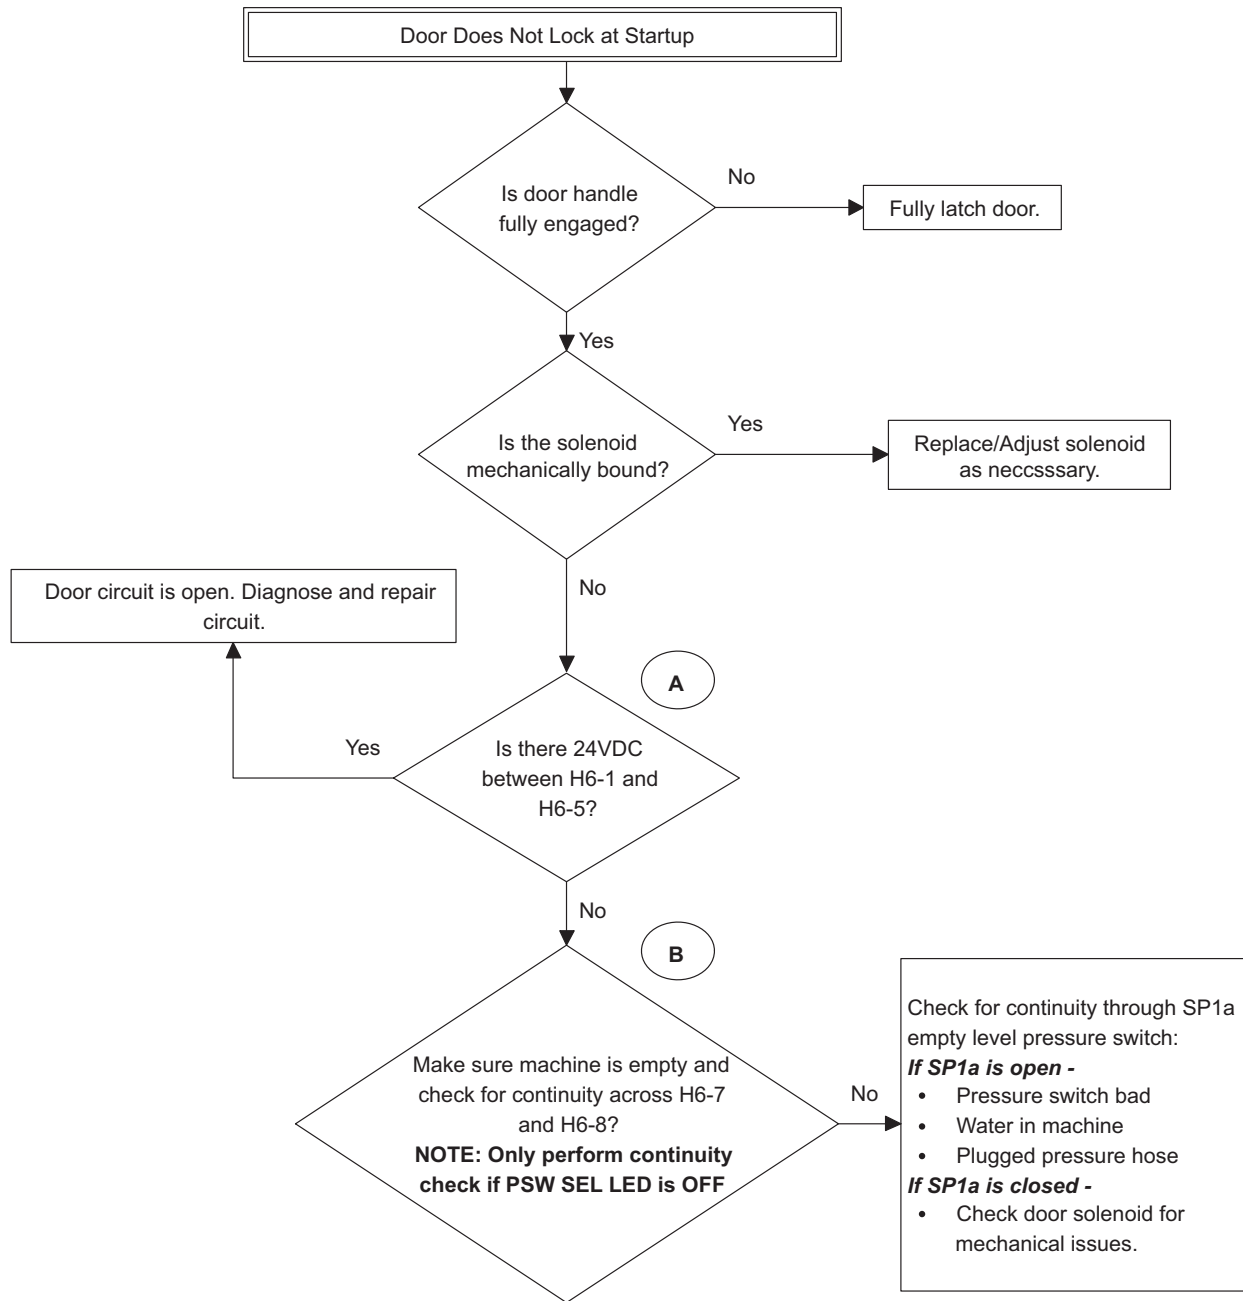 Door Does Not Lock at Startup
Is door handle
fully engaged?
No
Fully latch door.
Yes
Is the solenoid
mechanically bound?
Yes
Replace/Adjust solenoid
as neccsssary.
No
Door circuit is open. Diagnose and repair
circuit.
A
Yes
Is there 24VDC
between H6-1 and
H6-5?
No
B
Make sure machine is empty and
check for continuity across H6-7
and H6-8?
NOTE: Only perform continuity
check if PSW SEL LED is OFF
No
Check for continuity through SP1a
empty level pressure switch:
If SP1a is open -
• Pressure switch bad
• Water in machine
• Plugged pressure hose
If SP1a is closed -
• Check door solenoid for
mechanical issues.